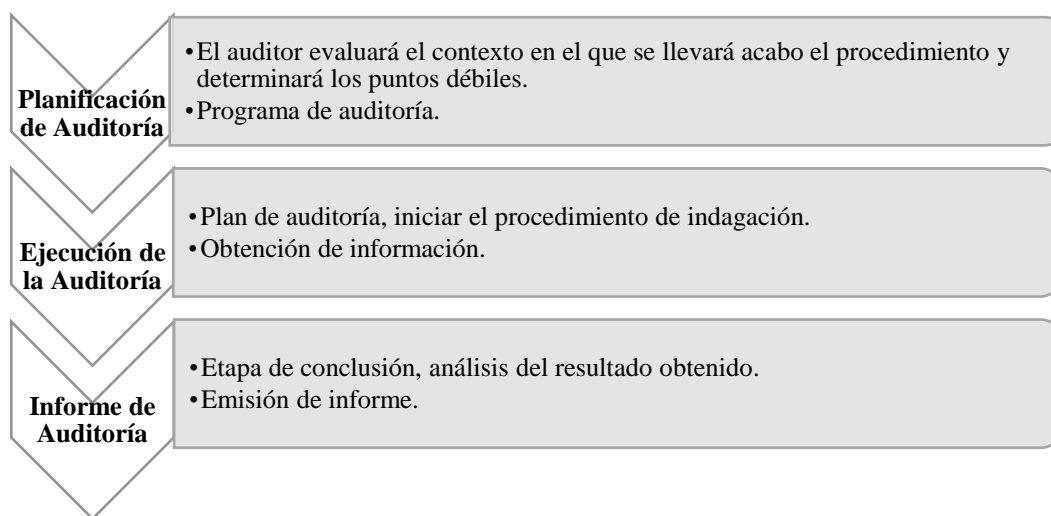 Planificación
de Auditoría
•El auditor evaluará el contexto en el que se llevará acabo el procedimiento y
determinará los puntos débiles.
•Programa de auditoría.
Ejecución de
la Auditoría
•Plan de auditoría, iniciar el procedimiento de indagación.
•Obtención de información.
Informe de
Auditoría
•Etapa de conclusión, análisis del resultado obtenido.
•Emisión de informe.